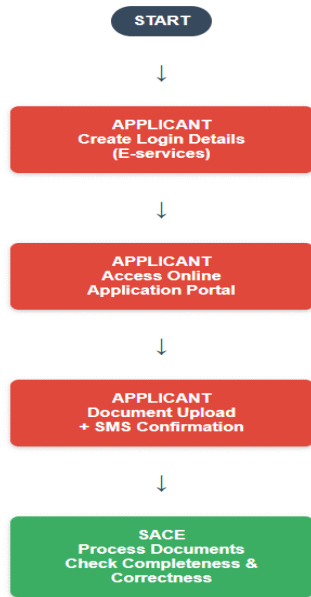 START
↓
APPLICANT
Create Login Details
(E-services)
↓
APPLICANT
Access Online
Application Portal
↓
APPLICANT
Document Upload
+ SMS Confirmation
↓
SACE
Process Documents
Check Completeness &
Correctness